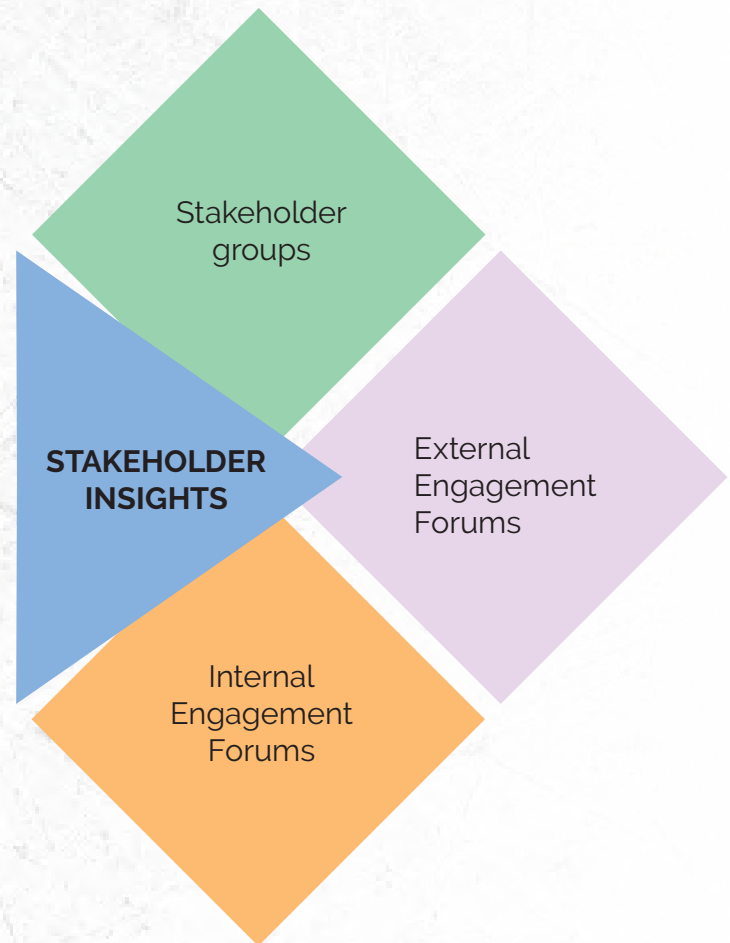 Stakeholder
groups
STAKEHOLDER
INSIGHTS
External
Engagement
Forums
Internal
Engagement
Forums